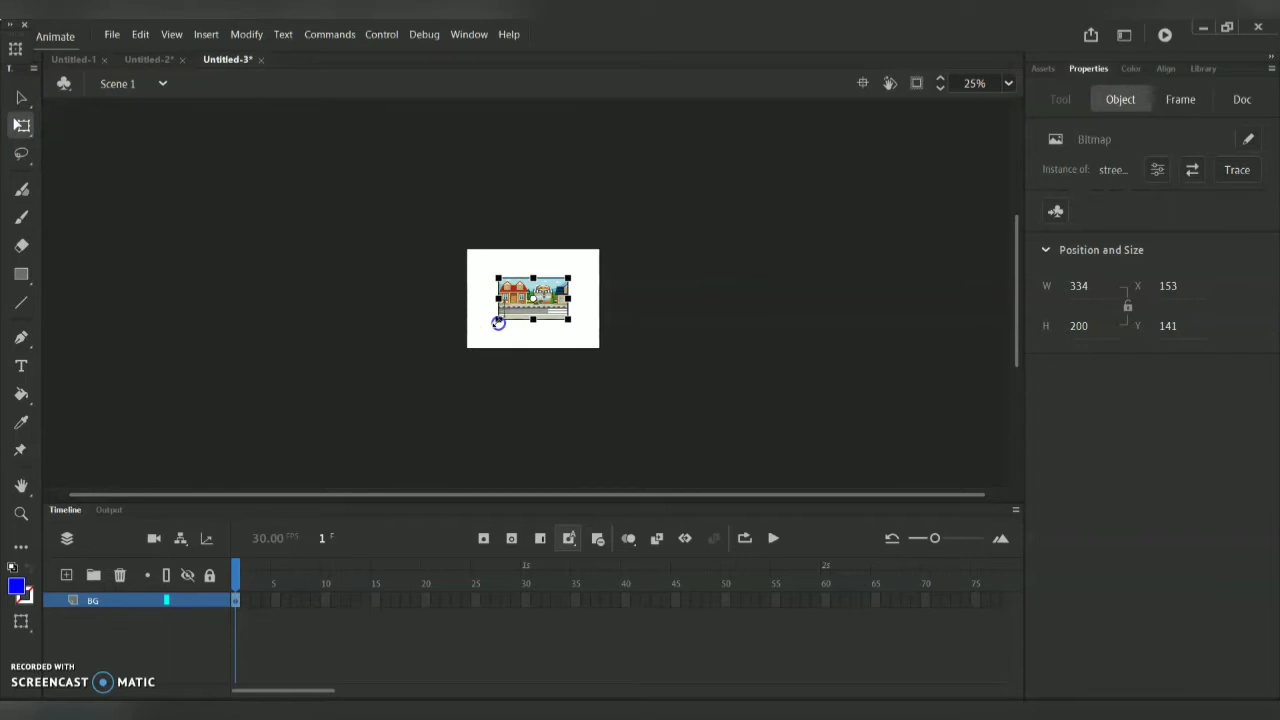 Animate File Edit View Insert Modify Text Commands Control Debug Window Help
T.
Untitled-1 Untitled-2* Untitled-3*
Assets Properties Color Align Library
Scene 1 25%
Tool Object Frame Doc
Bitmap
Instance of: stree... Trace
Position and Size
W 334 X 153
H 200 Y 141
Timeline Output
30.00 FPS 1 F
1s 2s
5 10 15 20 25 30 35 40 45 50 55 60 65 70 75
BG
RECORDED WITH
SCREENCAST MATIC